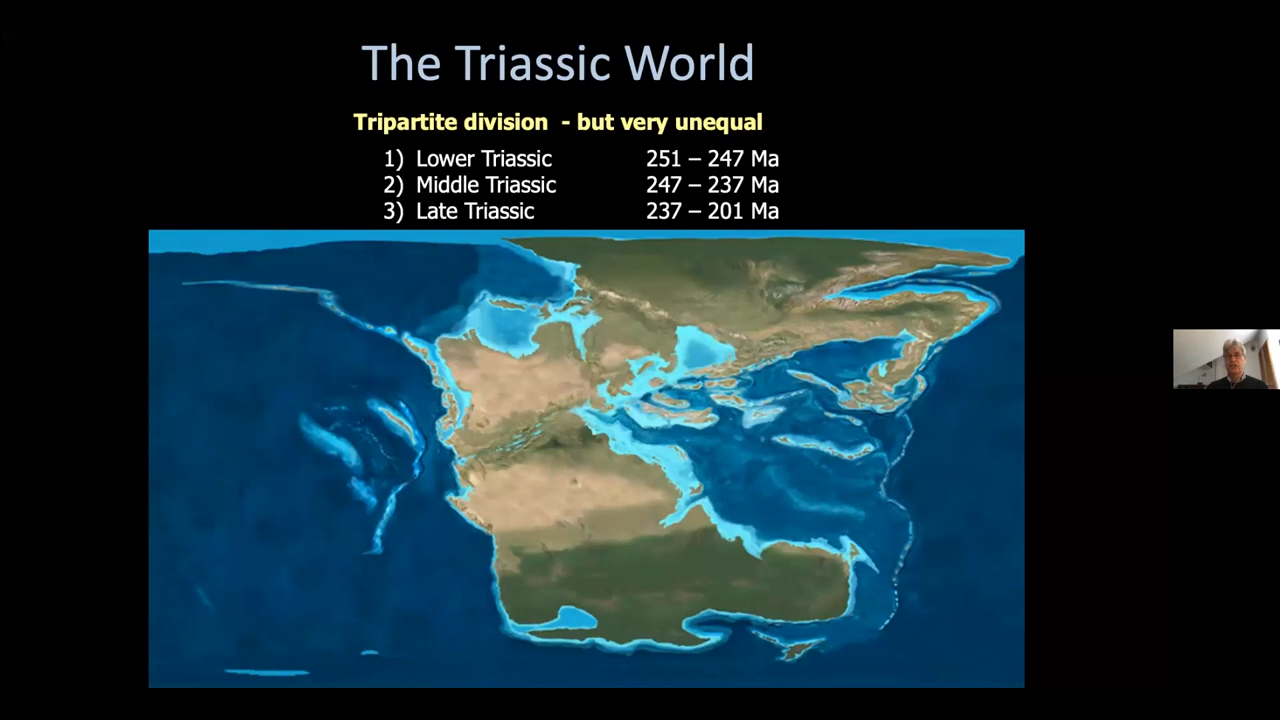 The Triassic World
Tripartite division - but very unequal
1) Lower Triassic 251 – 247 Ma
2) Middle Triassic 247 – 237 Ma
3) Late Triassic 237 – 201 Ma